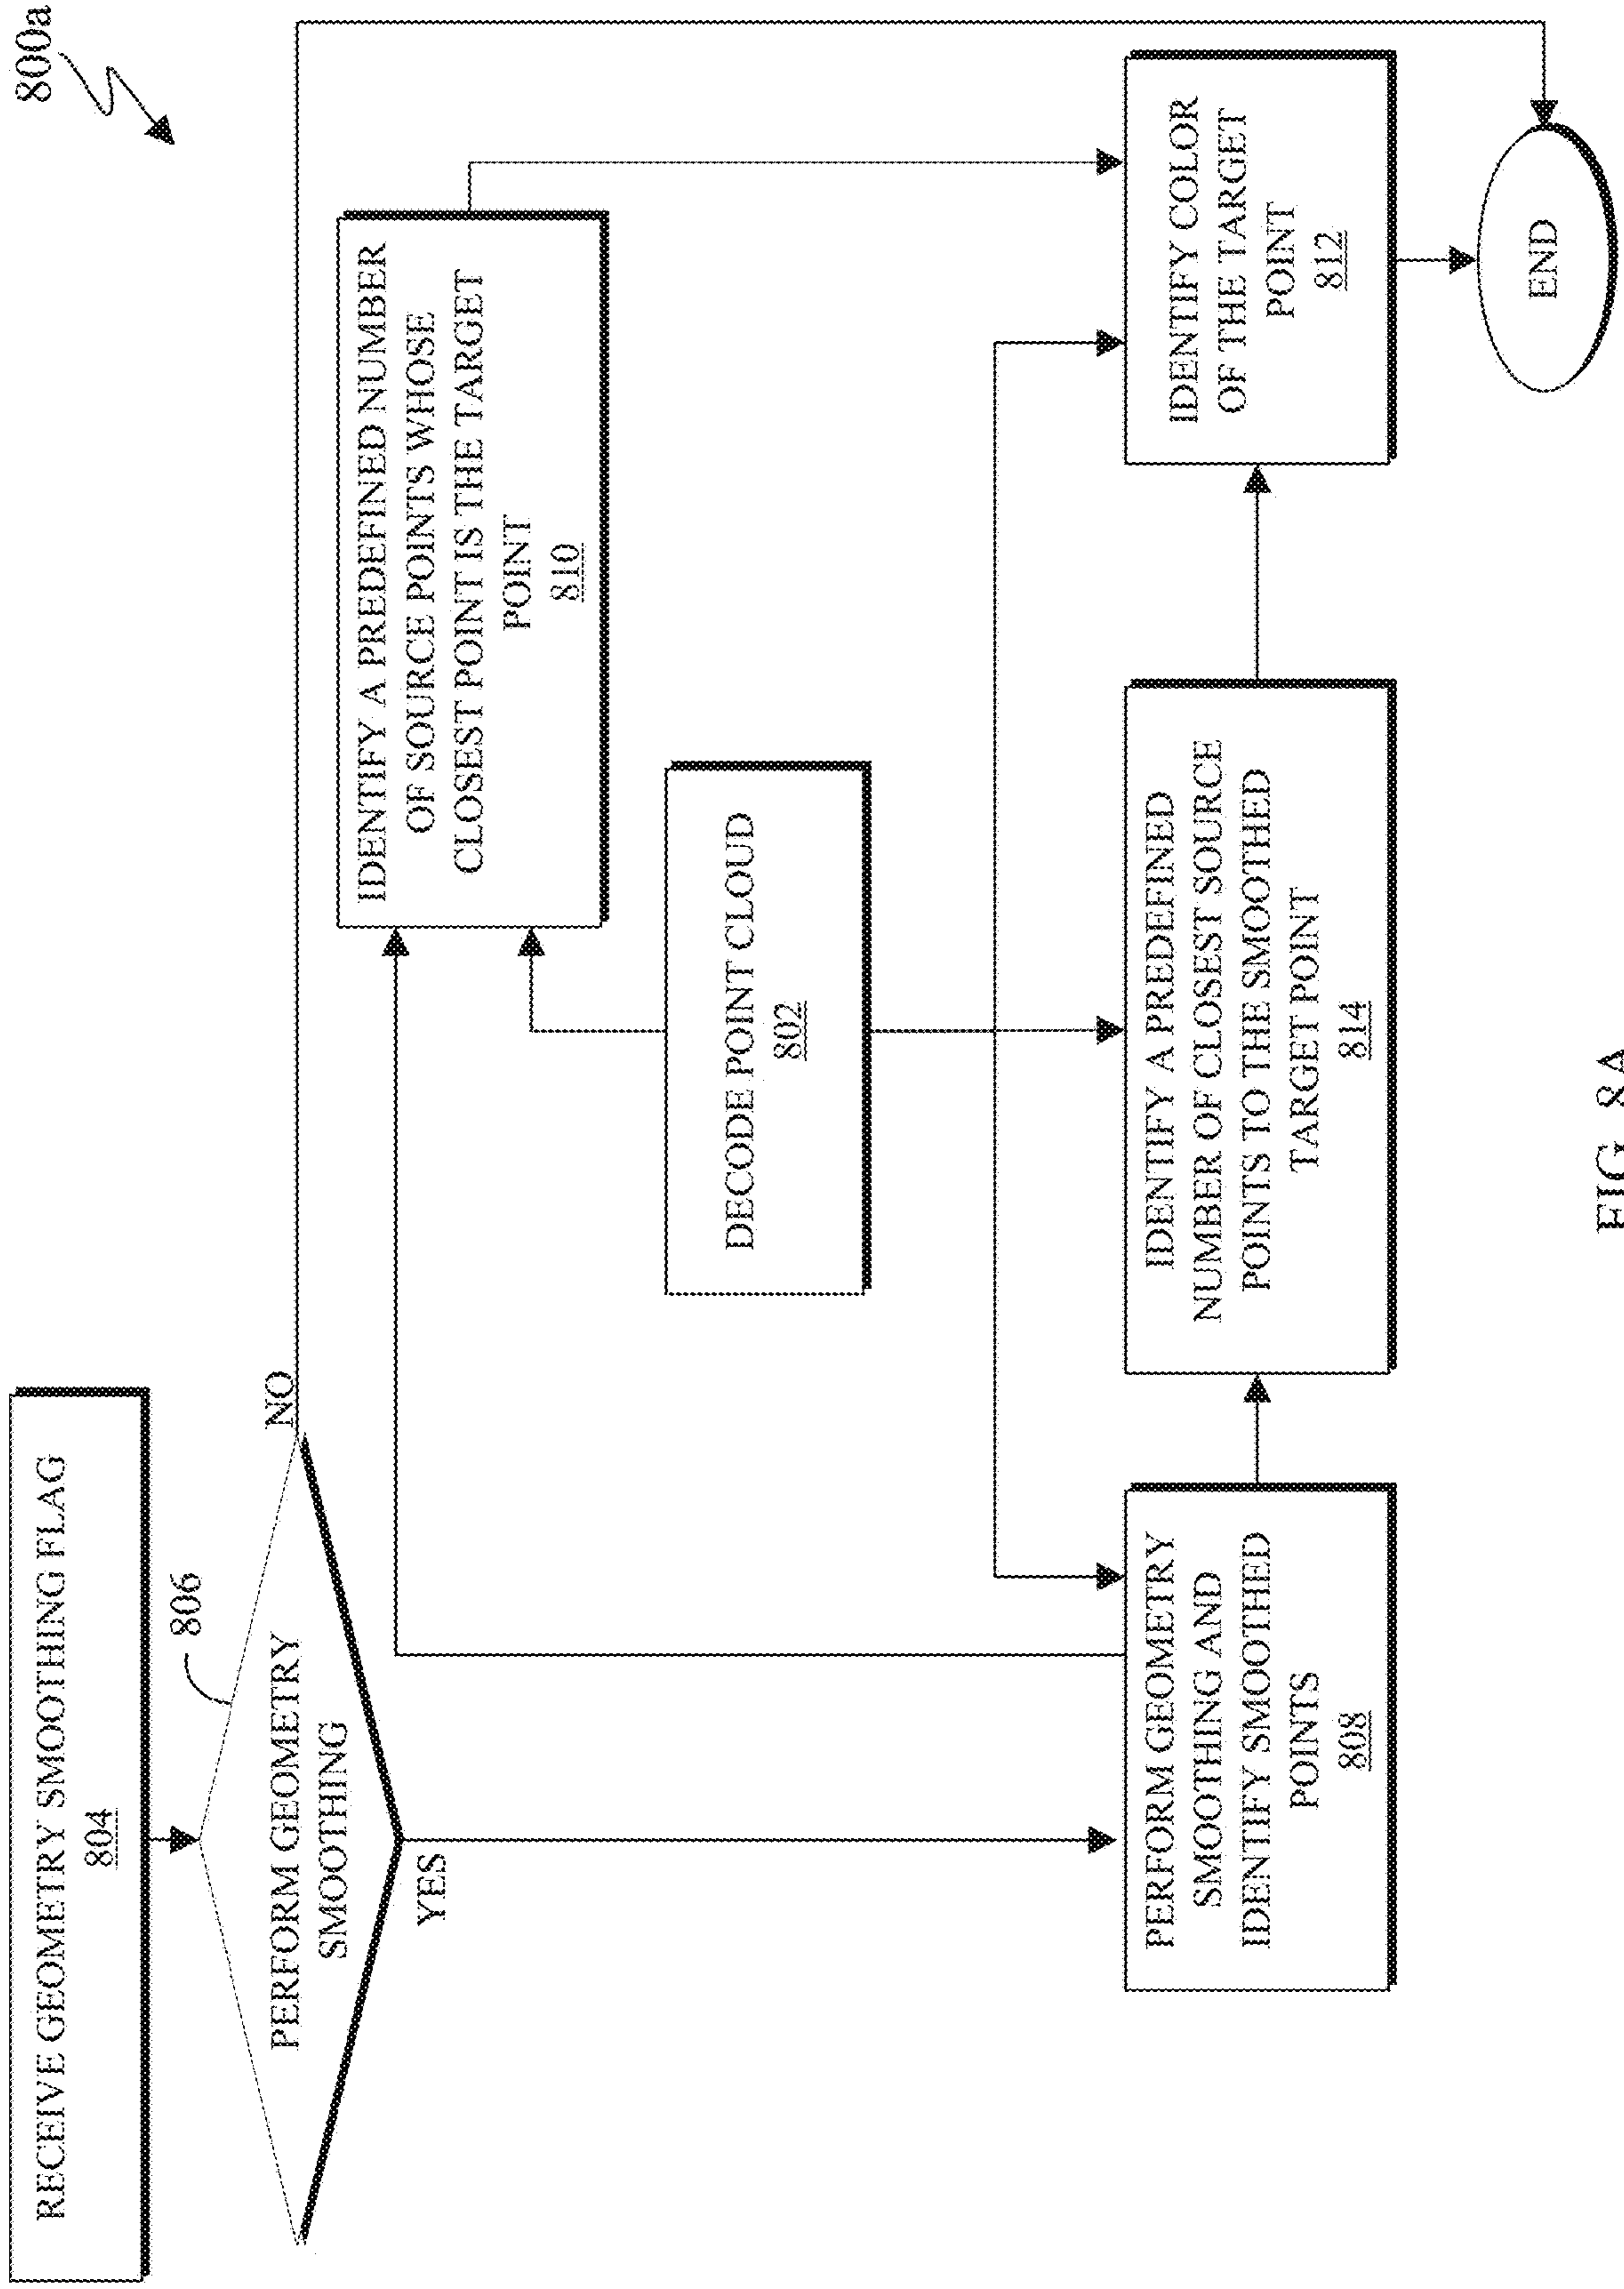 800a
RECEIVE GEOMETRY SMOOTHING FLAG
804
806
PERFORM GEOMETRY
SMOOTHING
NO
YES
IDENTIFY A PREDEFINED NUMBER
OF SOURCE POINTS WHOSE
CLOSEST POINT IS THE TARGET
POINT
810
DECODE POINT CLOUD
802
PERFORM GEOMETRY
SMOOTHING AND
IDENTIFY SMOOTHED
POINTS
808
IDENTIFY A PREDEFINED
NUMBER OF CLOSEST SOURCE
POINTS TO THE SMOOTHED
TARGET POINT
814
IDENTIFY COLOR
OF THE TARGET
POINT
812
END
FIG. 8A